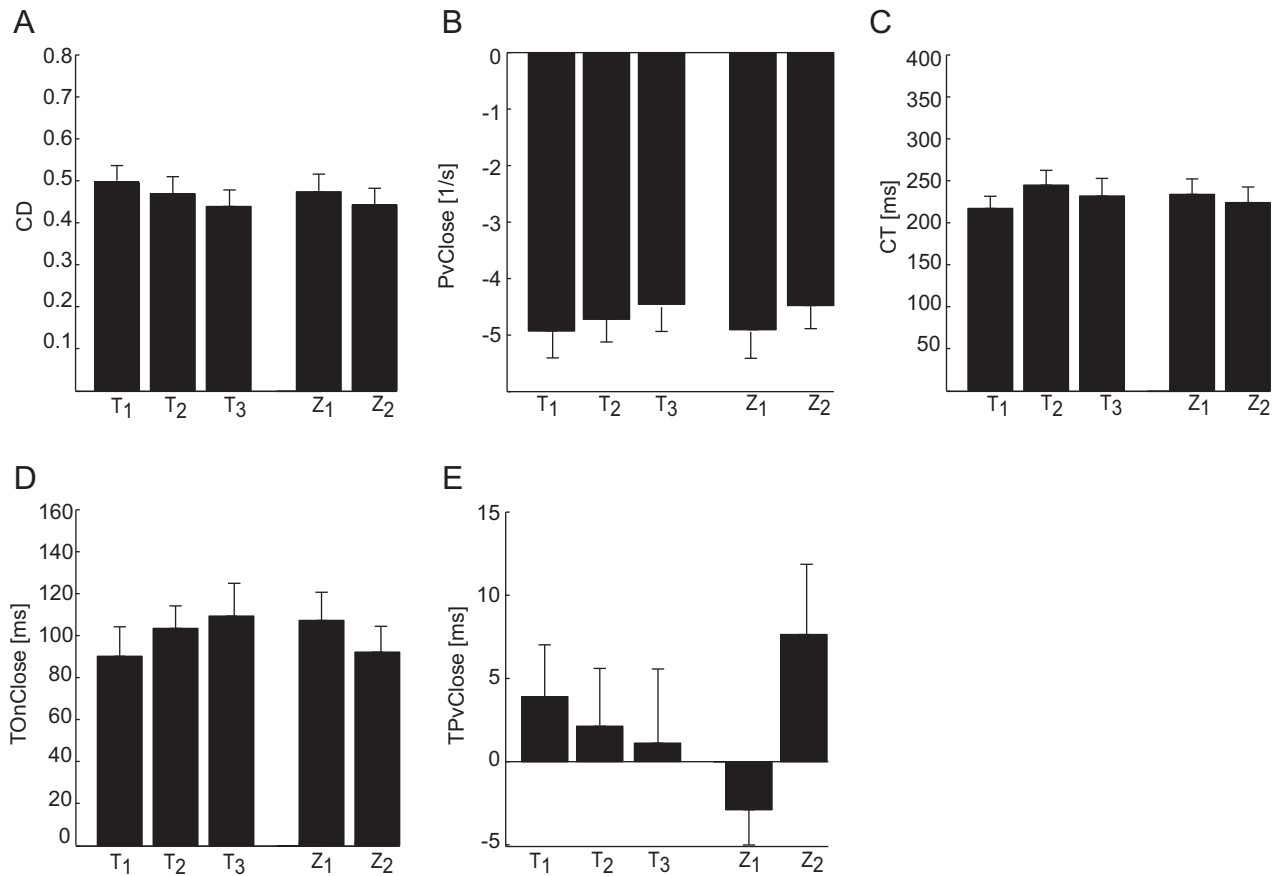 A
CD
0.8
0.7
0.6
0.5
0.4
0.3
0.2
0.1
T1 T2 T3 Z1 Z2
B
PvClose [1/s]
0
-1
-2
-3
-4
-5
T1 T2 T3 Z1 Z2
C
CT [ms]
400
350
300
250
200
150
100
50
T1 T2 T3 Z1 Z2
D
TOnClose [ms]
160
140
120
100
80
60
40
20
0
T1 T2 T3 Z1 Z2
E
TPvClose [ms]
15
10
5
0
-5
T1 T2 T3 Z1 Z2